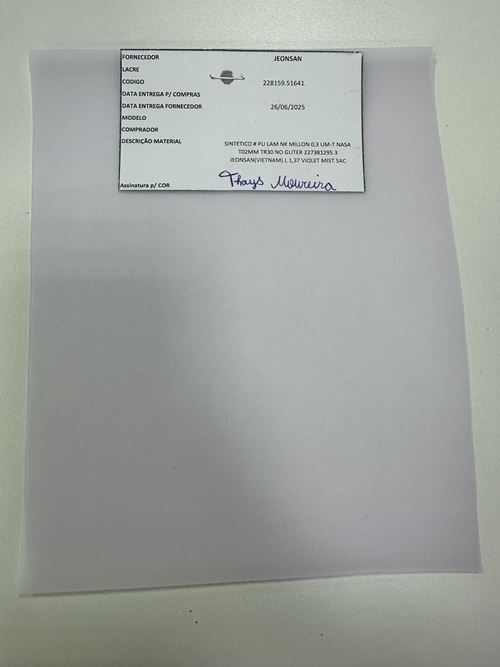 FORNECEDOR JEONSAN
LACRE
CODIGO 228159.51641.
DATA ENTREGA P/ COMPRAS
DATA ENTREGA FORNECEDOR 26/06/2025
MODELO
COMPRADOR
DESCRIÇÃO MATERIAL SINTETICO # PU LAM NK MILLON 0,3 UM-T NASA
T02MM TR30 NO GLITER 227381295.3
JEONSAN(VIETNAM) L 1,37 VIOLET MIST SAC
Assinatura p/ COR Thays Moureira